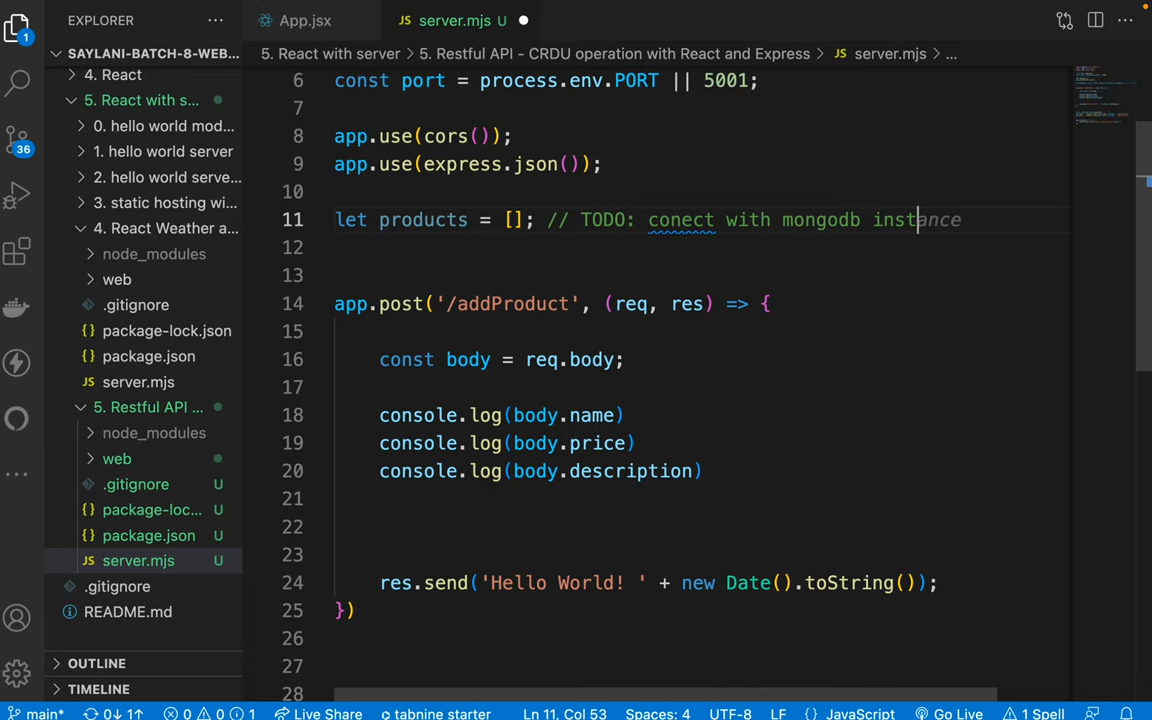 EXPLORER
App.jsx
JS server.mjs U
SAYLANI-BATCH-8-WEB...
5. React with server > 5. Restful API - CRDU operation with React and Express > JS server.mjs > ...
4. React
5. React with s...
0. hello world mod...
1. hello world server
2. hello world serve...
3. static hosting wi...
4. React Weather a...
node_modules
web
.gitignore
{} package-lock.json
{} package.json
JS server.mjs
5. Restful API ...
node_modules
web
.gitignore U
{} package-loc... U
{} package.json U
JS server.mjs U
.gitignore
README.md
OUTLINE
TIMELINE
1
36
6 const port = process.env.PORT || 5001;
7
8 app.use(cors());
9 app.use(express.json());
10
11 let products = []; // TODO: conect with mongodb instance
12
13
14 app.post('/addProduct', (req, res) => {
15
16 const body = req.body;
17
18 console.log(body.name)
19 console.log(body.price)
20 console.log(body.description)
21
22
23
24 res.send('Hello World! ' + new Date().toString());
25 })
26
27
28
main* 0↓ 1↑ 0 0 1 Live Share tabnine starter Ln 11, Col 53 Spaces: 4 UTF-8 LF {} JavaScript Go Live 1 Spell